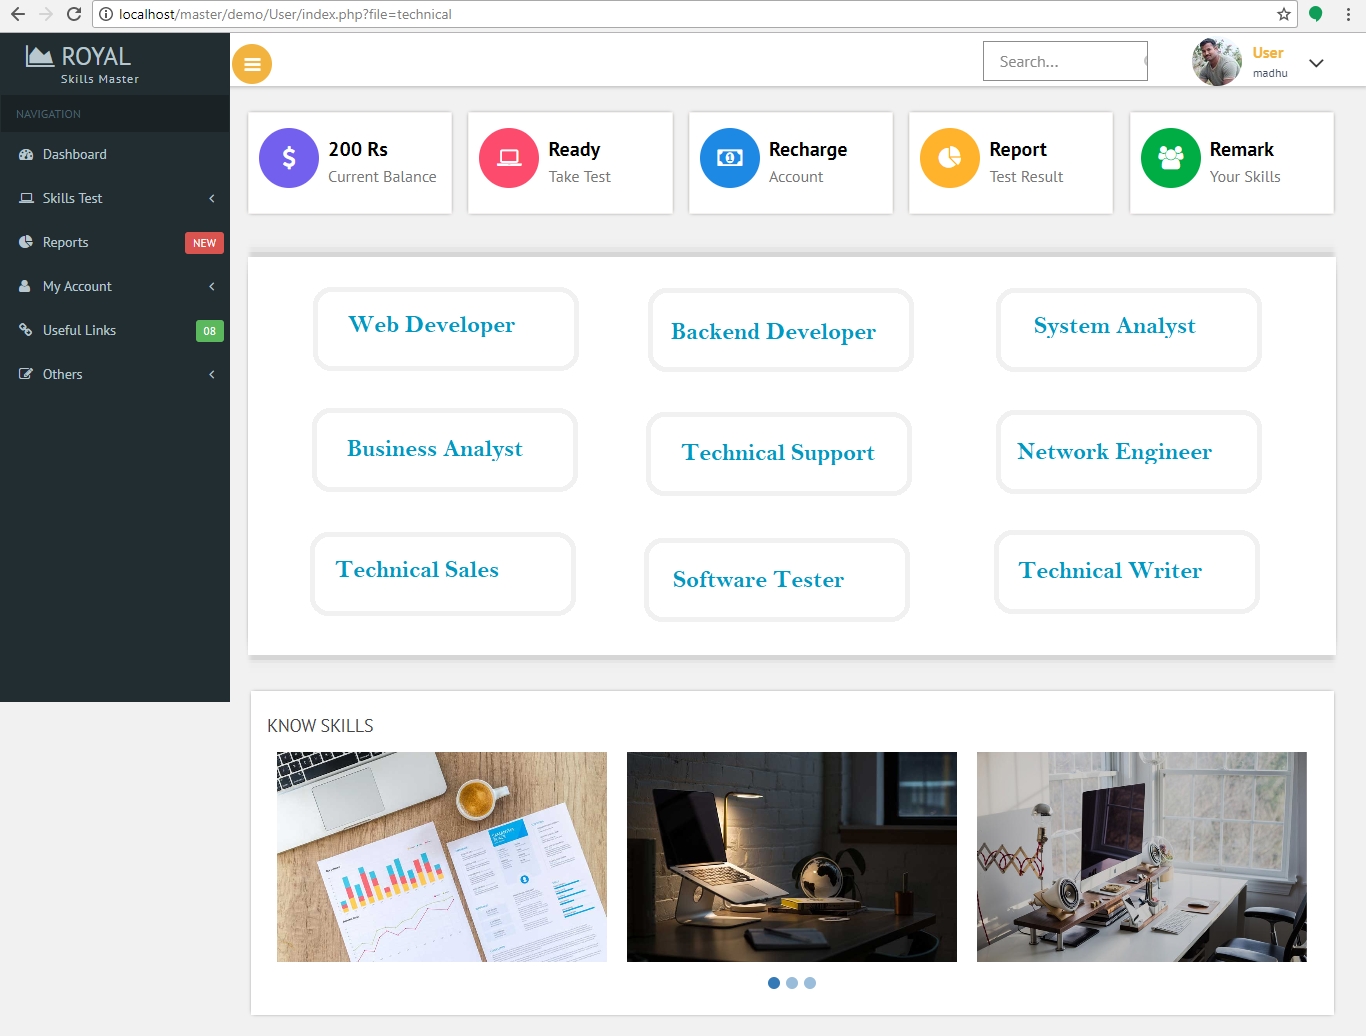 localhost/master/demo/User/index.php?file=technical
ROYAL
Skills Master
Search...
User
madhu
NAVIGATION
Dashboard
Skills Test
Reports NEW
My Account
Useful Links 08
Others
200 Rs
Current Balance
Ready
Take Test
Recharge
Account
Report
Test Result
Remark
Your Skills
Web Developer
Backend Developer
System Analyst
Business Analyst
Technical Support
Network Engineer
Technical Sales
Software Tester
Technical Writer
KNOW SKILLS